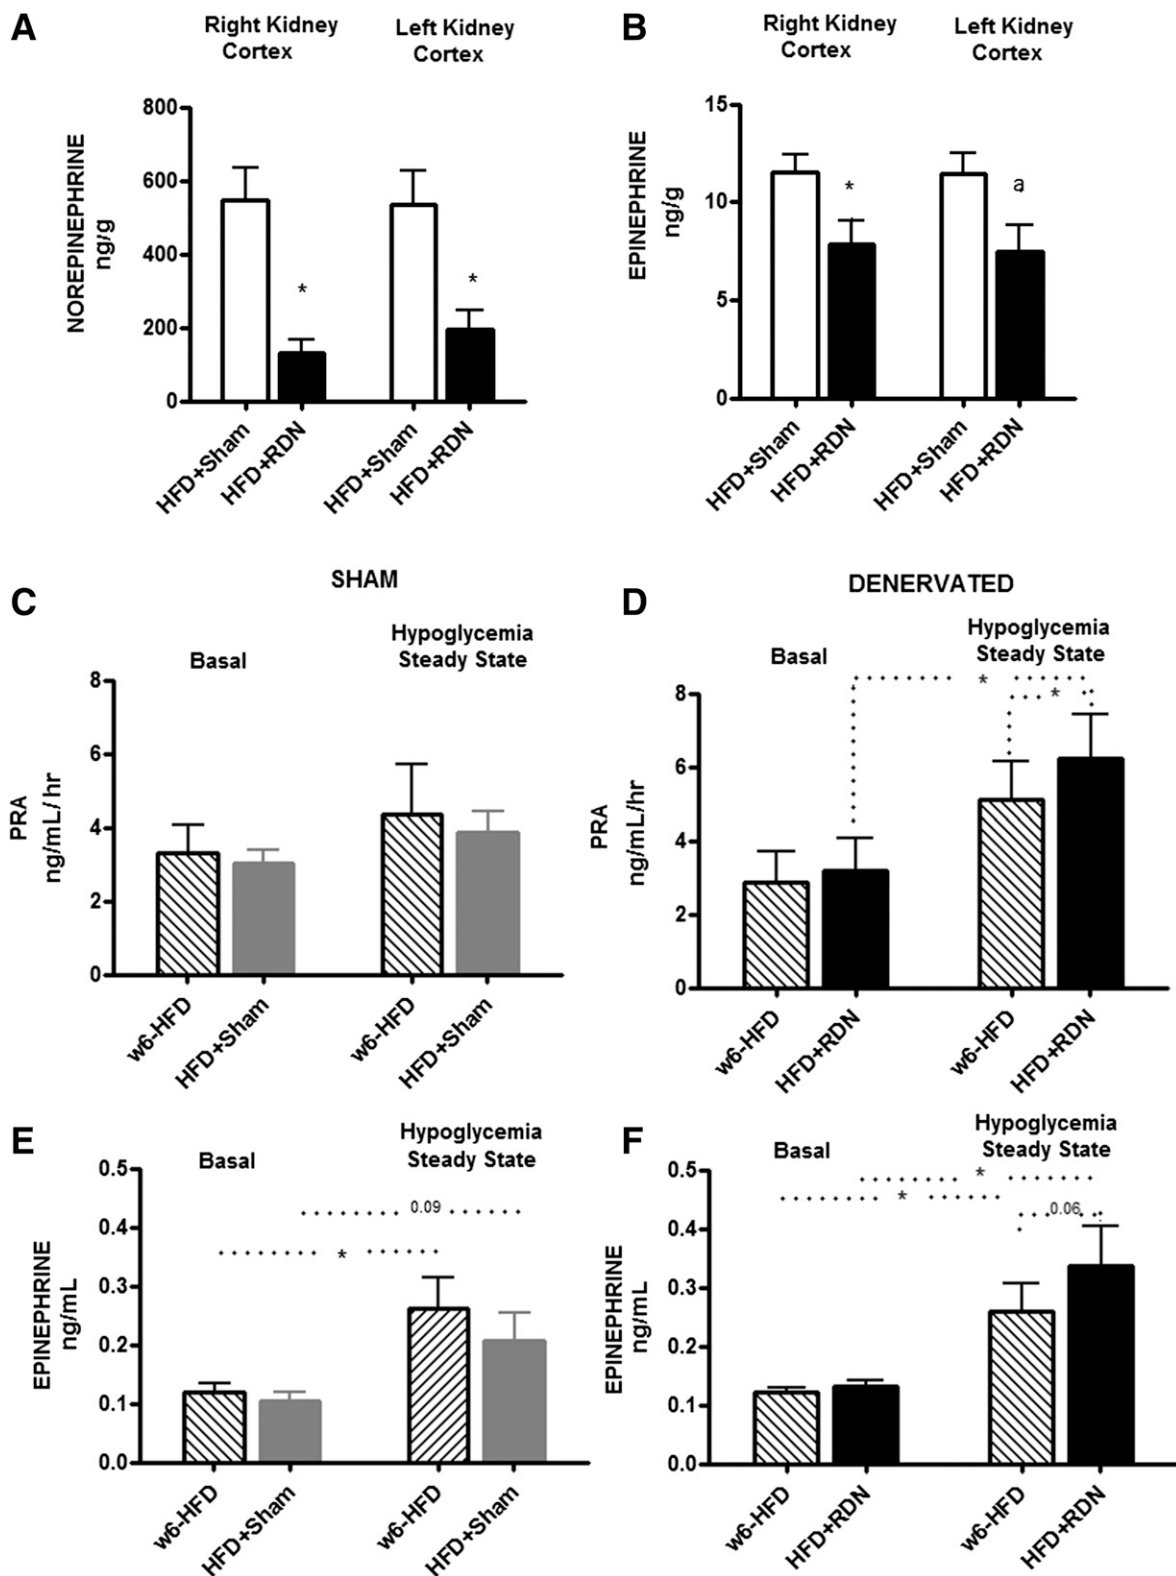 A
Right Kidney
Cortex
Left Kidney
Cortex
NOREPINEPHRINE
ng/g
800
600
400
200
0
*
*
HFD+Sham
HFD+RDN
HFD+Sham
HFD+RDN
B
Right Kidney
Cortex
Left Kidney
Cortex
EPINEPHRINE
ng/g
15
10
5
0
*
a
HFD+Sham
HFD+RDN
HFD+Sham
HFD+RDN
C
SHAM
Basal
Hypoglycemia
Steady State
PRA
ng/mL/hr
8
6
4
2
0
w6-HFD
HFD+Sham
w6-HFD
HFD+Sham
D
DENERVATED
Basal
Hypoglycemia
Steady State
*
*
PRA
ng/mL/hr
8
6
4
2
0
w6-HFD
HFD+RDN
w6-HFD
HFD+RDN
E
Basal
Hypoglycemia
Steady State
0.09
*
EPINEPHRINE
ng/mL
0.5
0.4
0.3
0.2
0.1
0.0
w6-HFD
HFD+Sham
w6-HFD
HFD+Sham
F
Basal
Hypoglycemia
Steady State
*
*
0.06
EPINEPHRINE
ng/mL
0.5
0.4
0.3
0.2
0.1
0.0
w6-HFD
HFD+RDN
w6-HFD
HFD+RDN